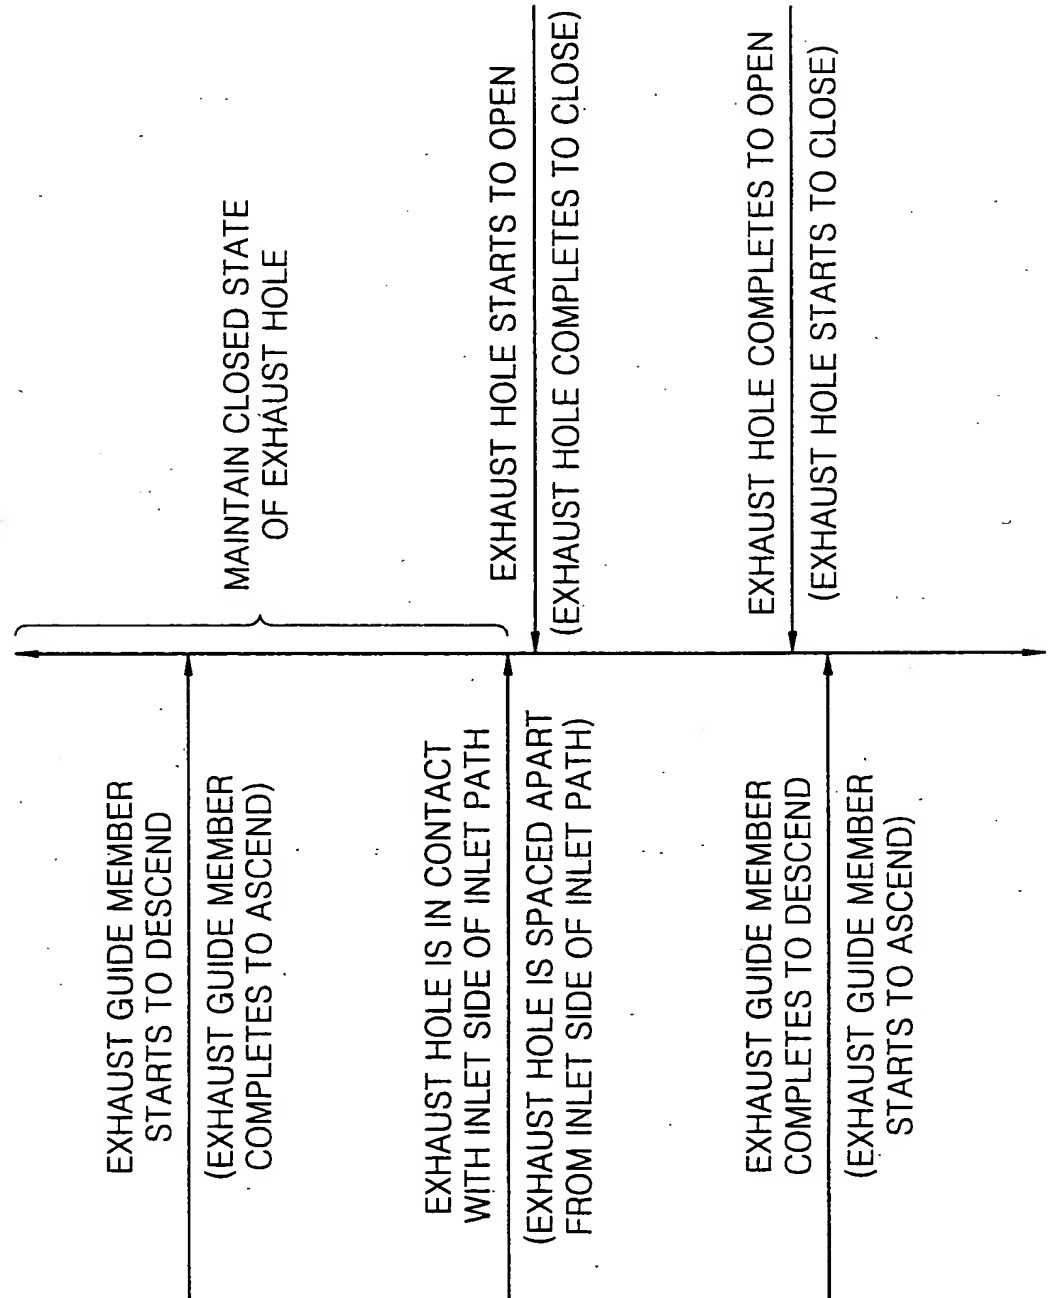 EXHAUST GUIDE MEMBER
STARTS TO DESCEND
(EXHAUST GUIDE MEMBER
COMPLETES TO ASCEND)
EXHAUST HOLE IS IN CONTACT
WITH INLET SIDE OF INLET PATH
(EXHAUST HOLE IS SPACED APART
FROM INLET SIDE OF INLET PATH)
EXHAUST GUIDE MEMBER
COMPLETES TO DESCEND
(EXHAUST GUIDE MEMBER
STARTS TO ASCEND)
MAINTAIN CLOSED STATE
OF EXHAUST HOLE
EXHAUST HOLE STARTS TO OPEN
(EXHAUST HOLE COMPLETES TO CLOSE)
EXHAUST HOLE COMPLETES TO OPEN
(EXHAUST HOLE STARTS TO CLOSE)